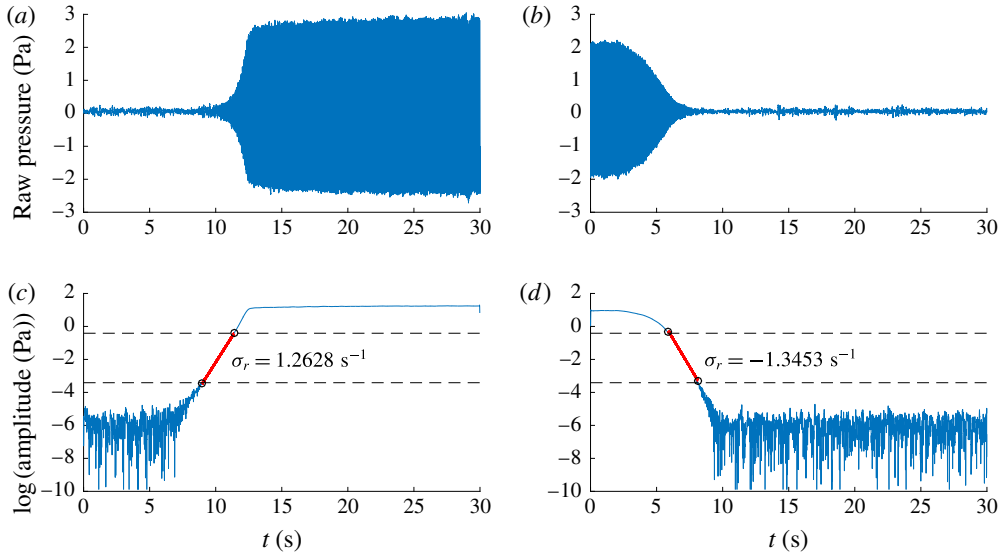 (a)
(b)
Raw pressure (Pa)
3
2
1
0
−1
−2
−3
0 5 10 15 20 25 30
3
2
1
0
−1
−2
−3
0 5 10 15 20 25 30
(c)
(d)
log(amplitude (Pa))
2
0
−2
−4
−6
−8
−10
σr = 1.2628 s−1
0 5 10 15 20 25 30
t (s)
2
0
−2
−4
−6
−8
−10
σr = −1.3453 s−1
0 5 10 15 20 25 30
t (s)